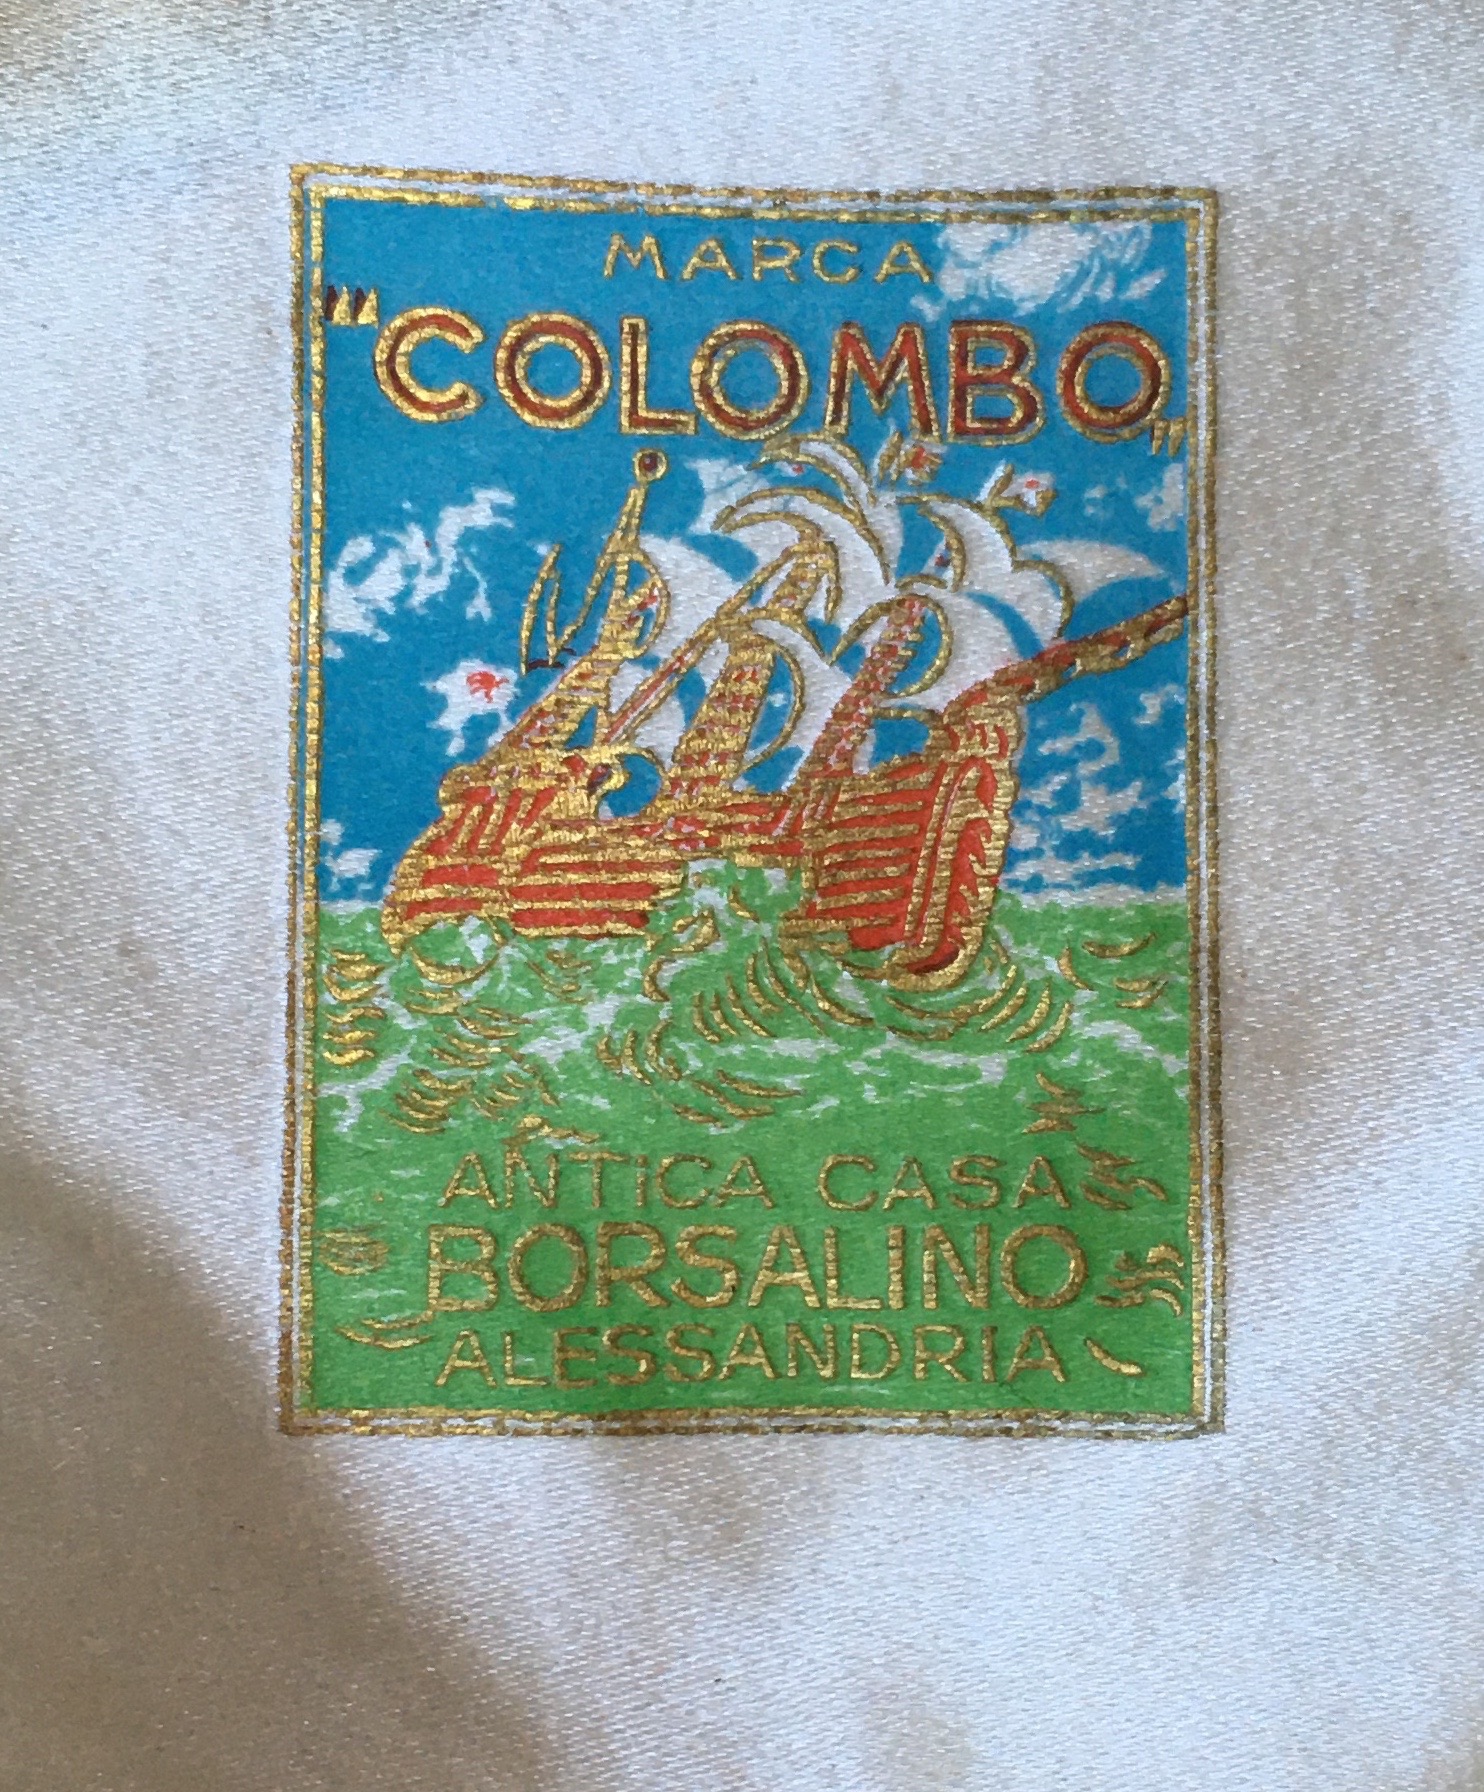 MARCA
"COLOMBO„
ANTICA CASA
BORSALINO
ALESSANDRIA